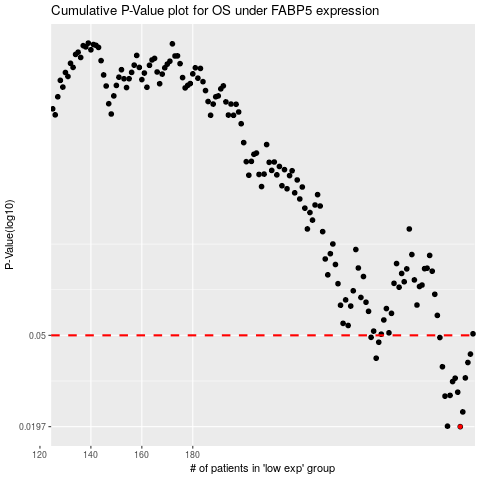 Cumulative P-Value plot for OS under FABP5 expression
P-Value(log10)
0.05
0.0197
120 140 160 180
# of patients in 'low exp' group